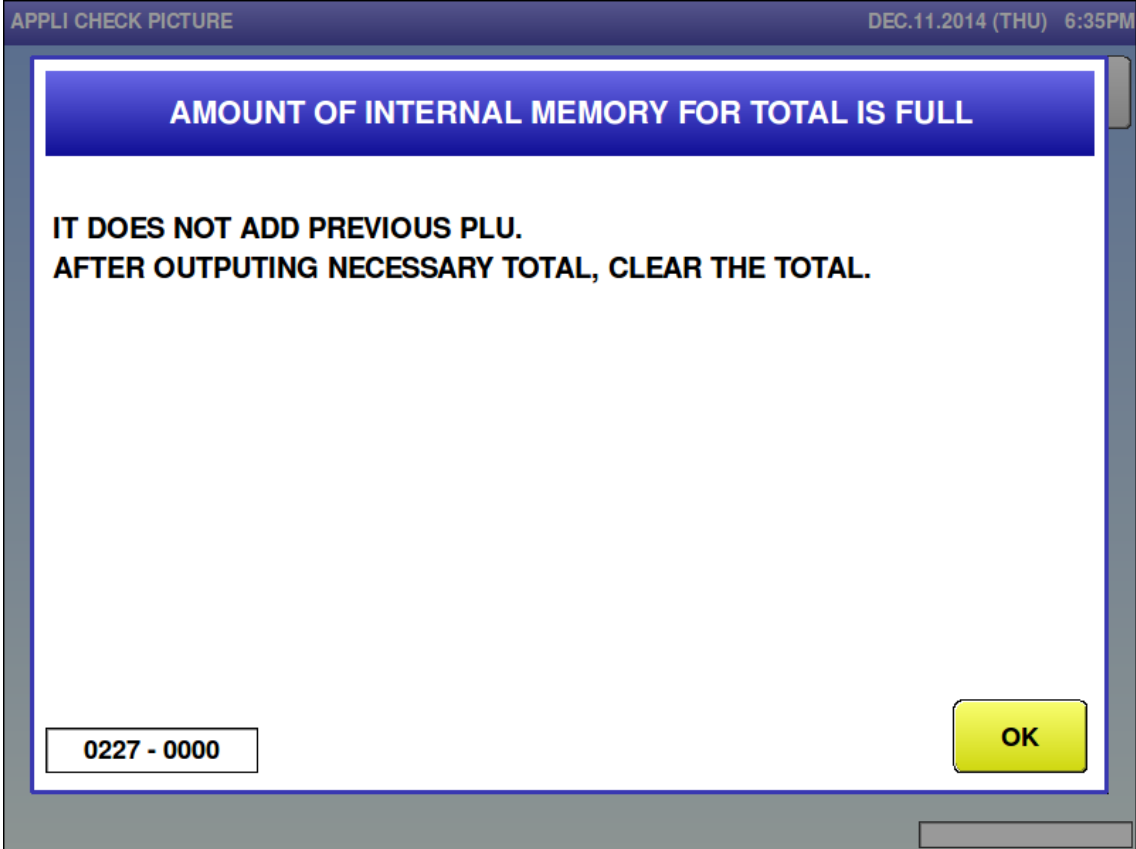 APPLI CHECK PICTURE DEC.11.2014 (THU) 6:35PM
AMOUNT OF INTERNAL MEMORY FOR TOTAL IS FULL
IT DOES NOT ADD PREVIOUS PLU.
AFTER OUTPUTING NECESSARY TOTAL, CLEAR THE TOTAL.
0227 - 0000
OK